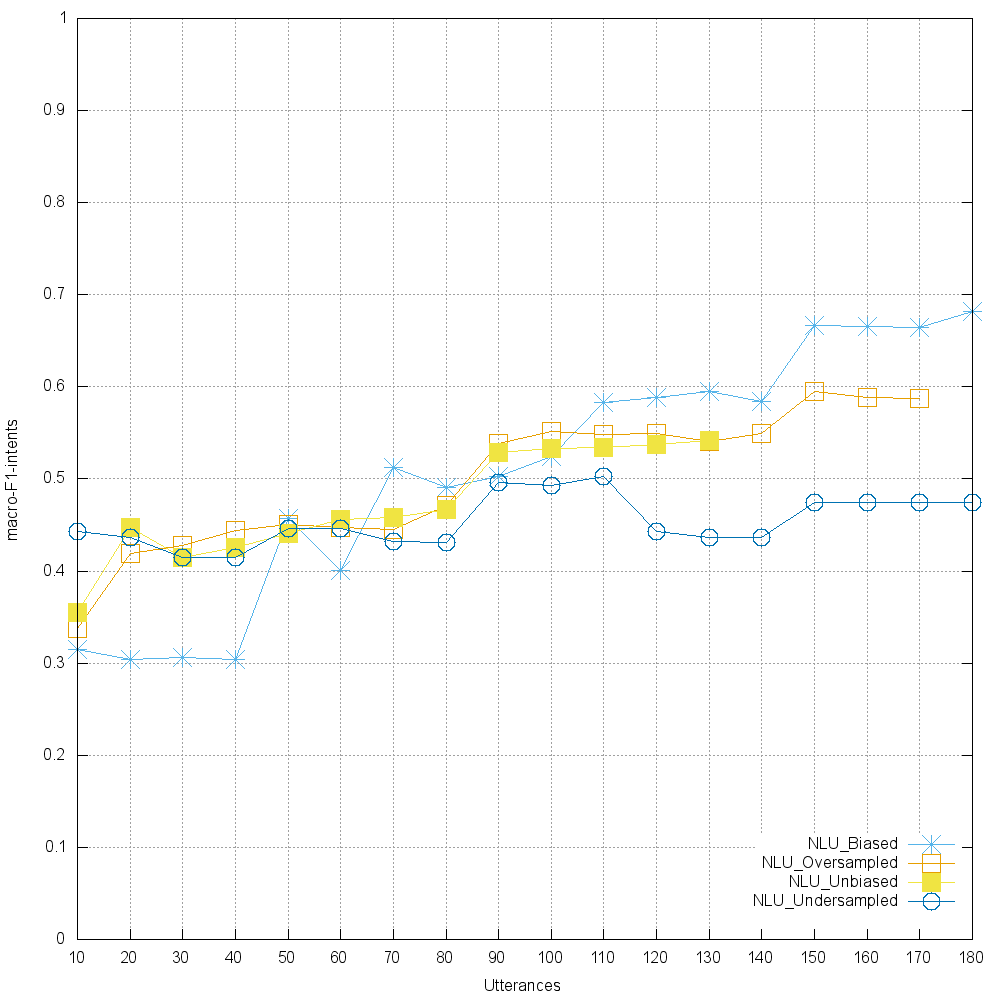 1
0.9
0.8
0.7
0.6
0.5
0.4
0.3
0.2
0.1
0
macro-F1-intents
NLU_Biased
NLU_Oversampled
NLU_Unbiased
NLU_Undersampled
10 20 30 40 50 60 70 80 90 100 110 120 130 140 150 160 170 180
Utterances